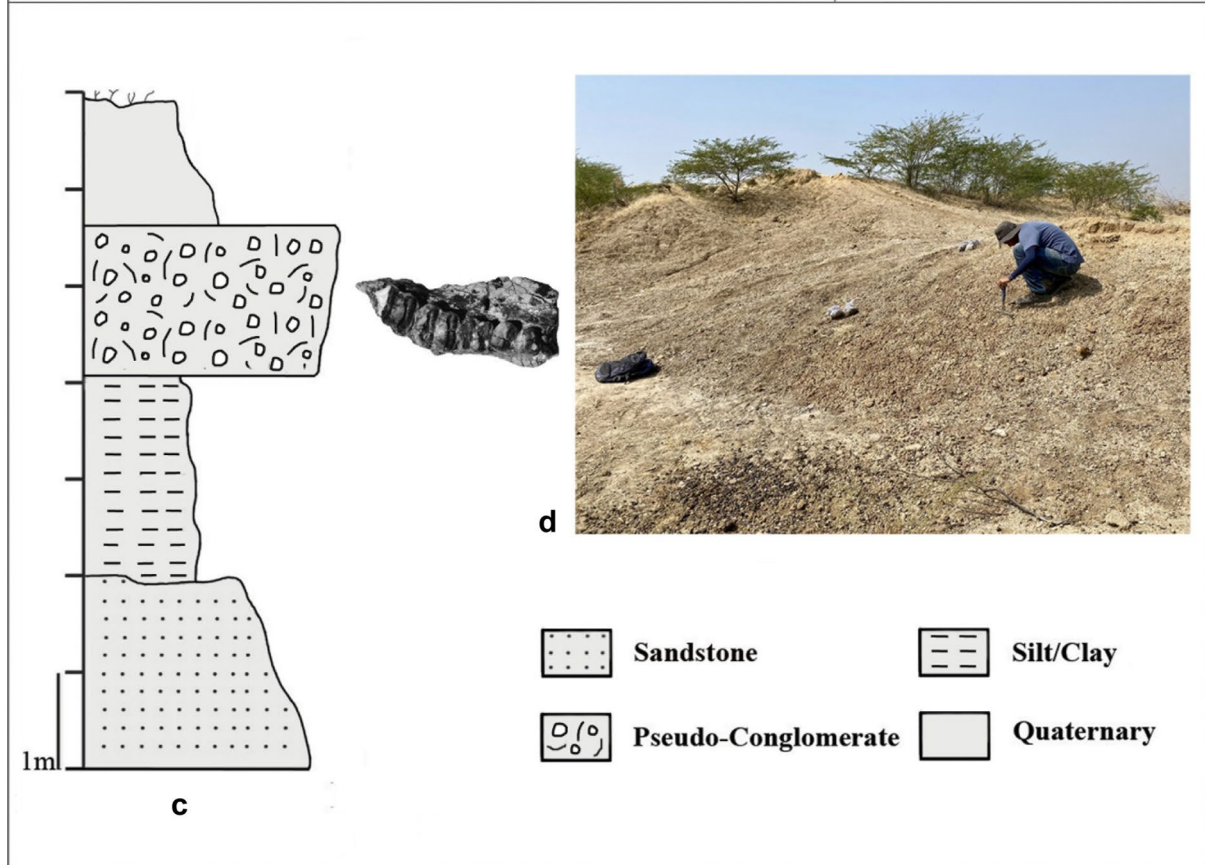 d
Sandstone
Silt/Clay
Pseudo-Conglomerate
Quaternary
1m
c